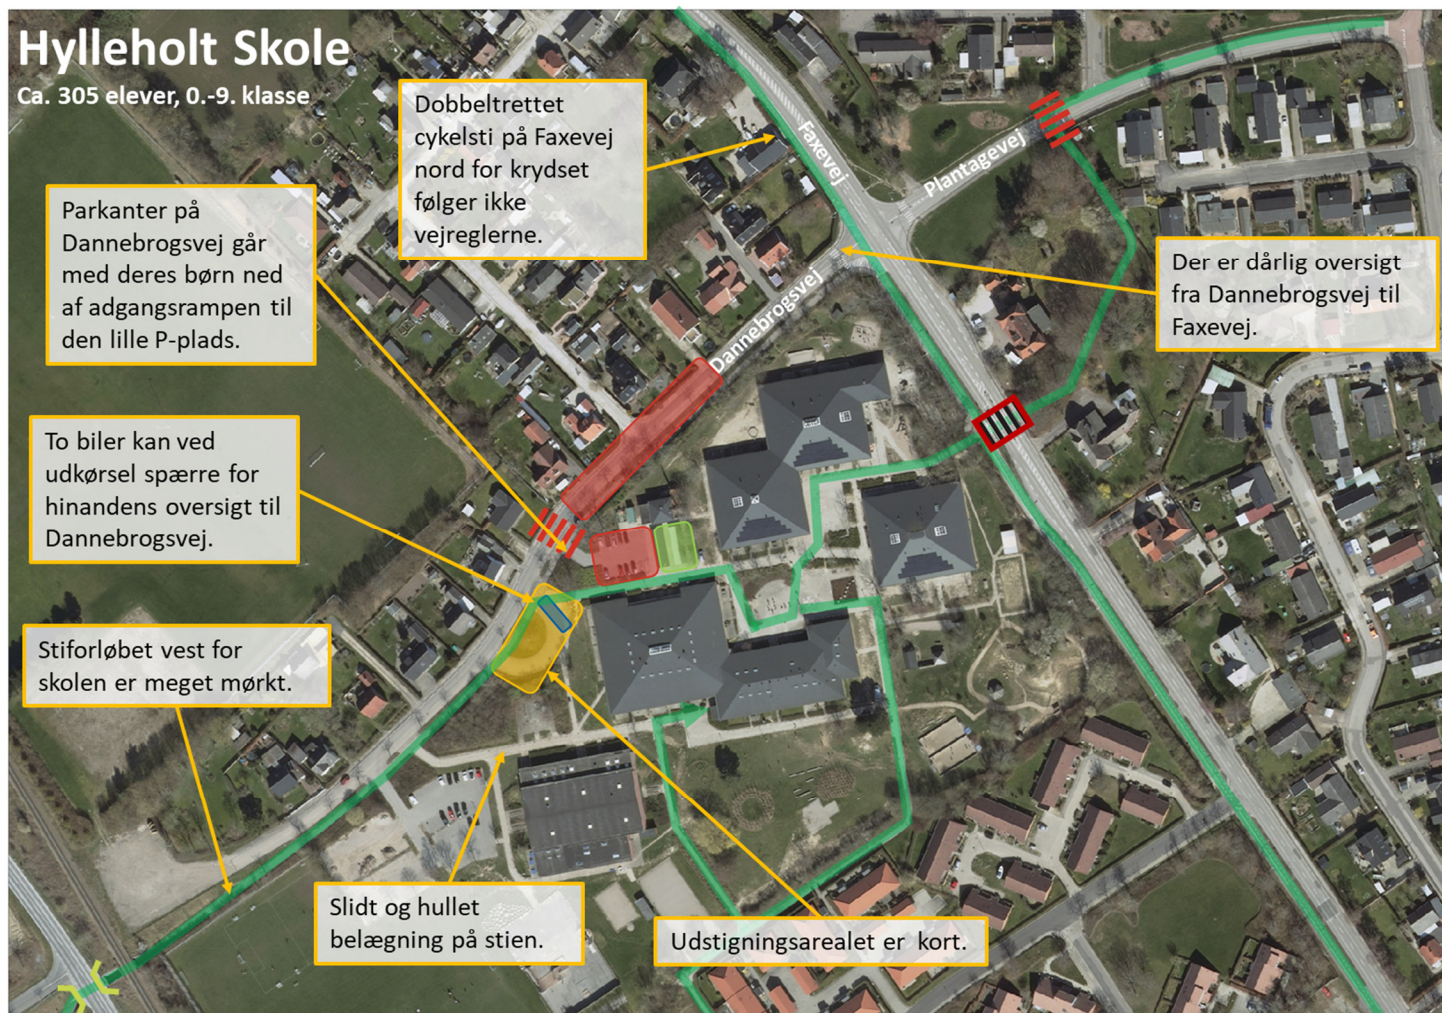 Hylleholt Skole
Ca. 305 elever, 0.-9. klasse
Dobbeltrettet
cykelsti på Faxevej
nord for krydset
følger ikke
vejreglerne.
Faxevej
Plantagevej
Parkanter på
Dannebrogsvej går
med deres børn ned
af adgangsrampen til
den lille P-plads.
Der er dårlig oversigt
fra Dannebrogsvej til
Faxevej.
Dannebrogsvej
To biler kan ved
udkørsel spærre for
hinandens oversigt til
Dannebrogsvej.
Stiforløbet vest for
skolen er meget mørkt.
Slidt og hullet
belægning på stien.
Udstigningsarealet er kort.